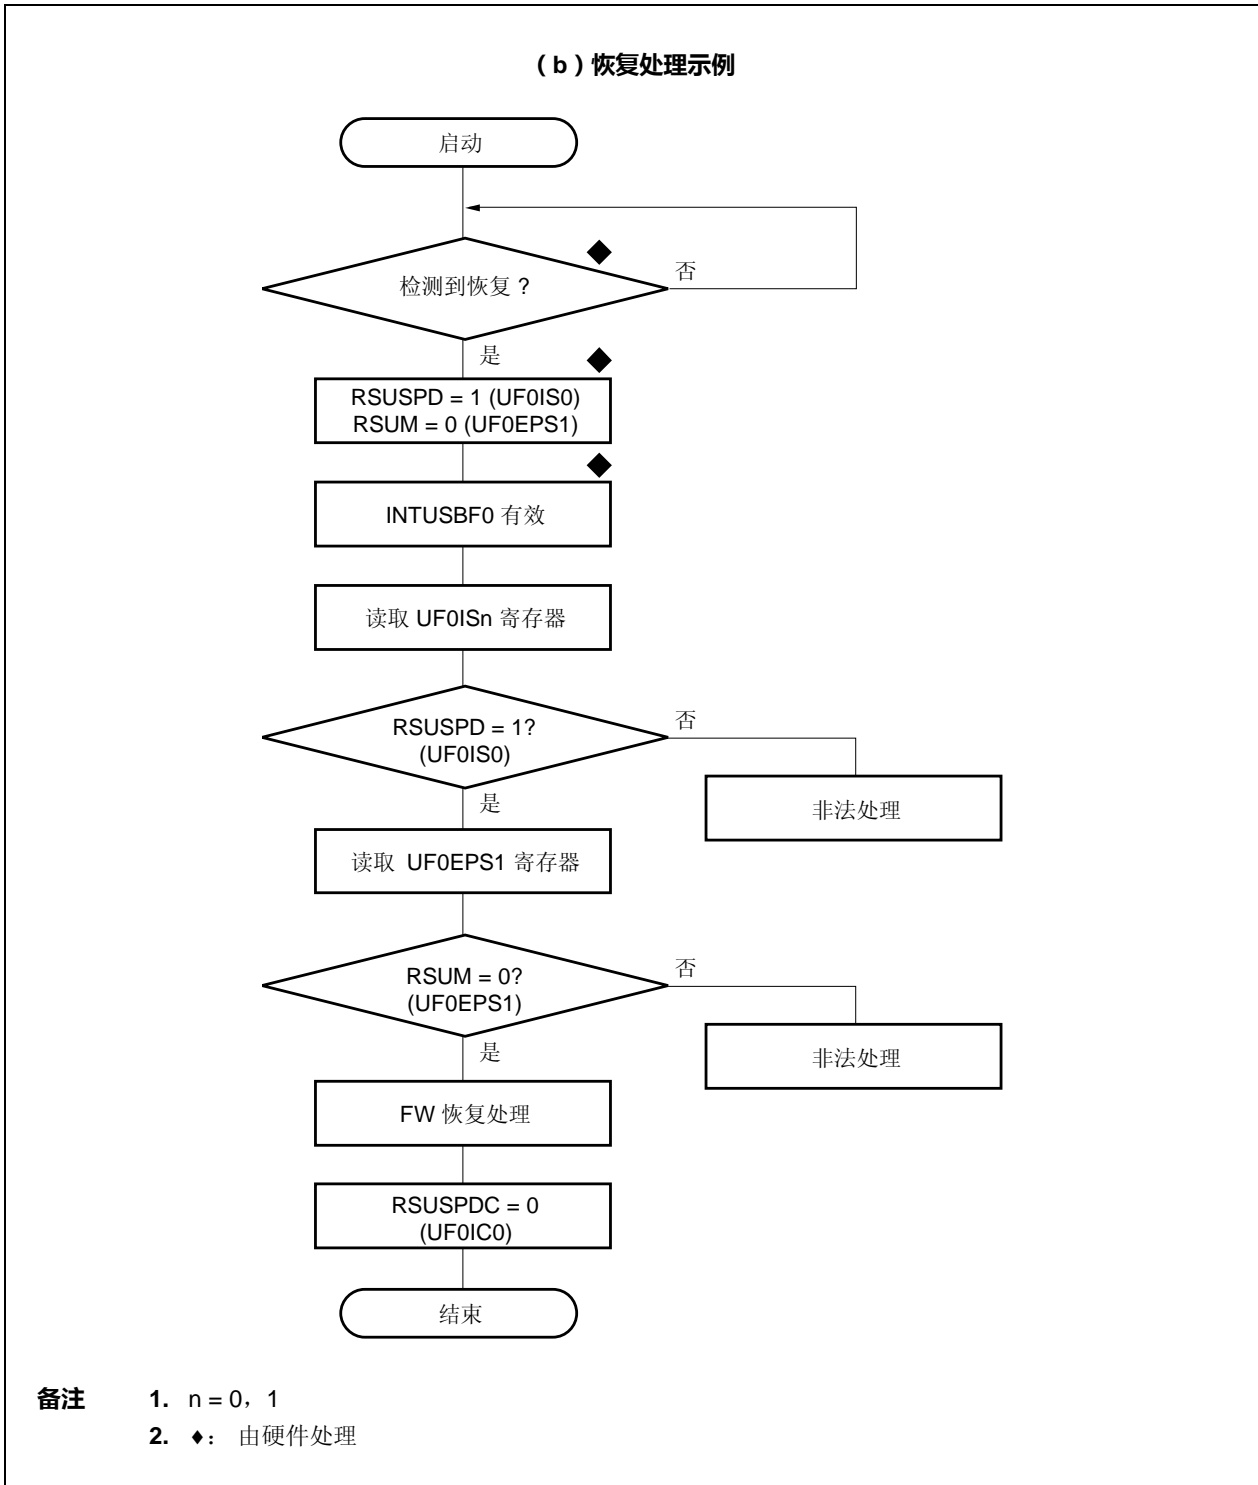 （b）恢复处理示例
启动
检测到恢复？
否
是
RSUSPD = 1 (UF0IS0)
RSUM = 0 (UF0EPS1)
INTUSBF0 有效
读取 UF0ISn 寄存器
RSUSPD = 1?
(UF0IS0)
否
是
非法处理
读取 UF0EPS1 寄存器
RSUM = 0?
(UF0EPS1)
否
是
非法处理
FW 恢复处理
RSUSPDC = 0
(UF0IC0)
结束
备注 1. n = 0，1
2. ♦： 由硬件处理